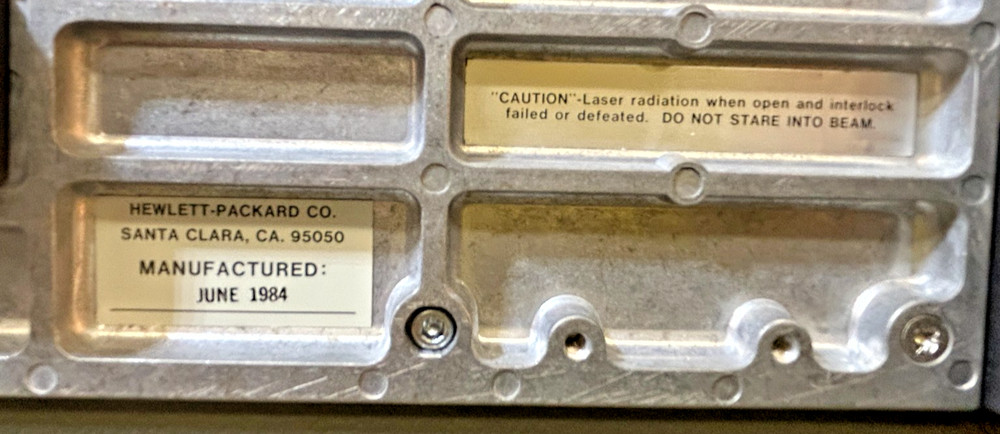 "CAUTION"-Laser radiation when open and interlock
failed or defeated. DO NOT STARE INTO BEAM.
HEWLETT-PACKARD CO.
SANTA CLARA, CA. 95050
MANUFACTURED:
JUNE 1984